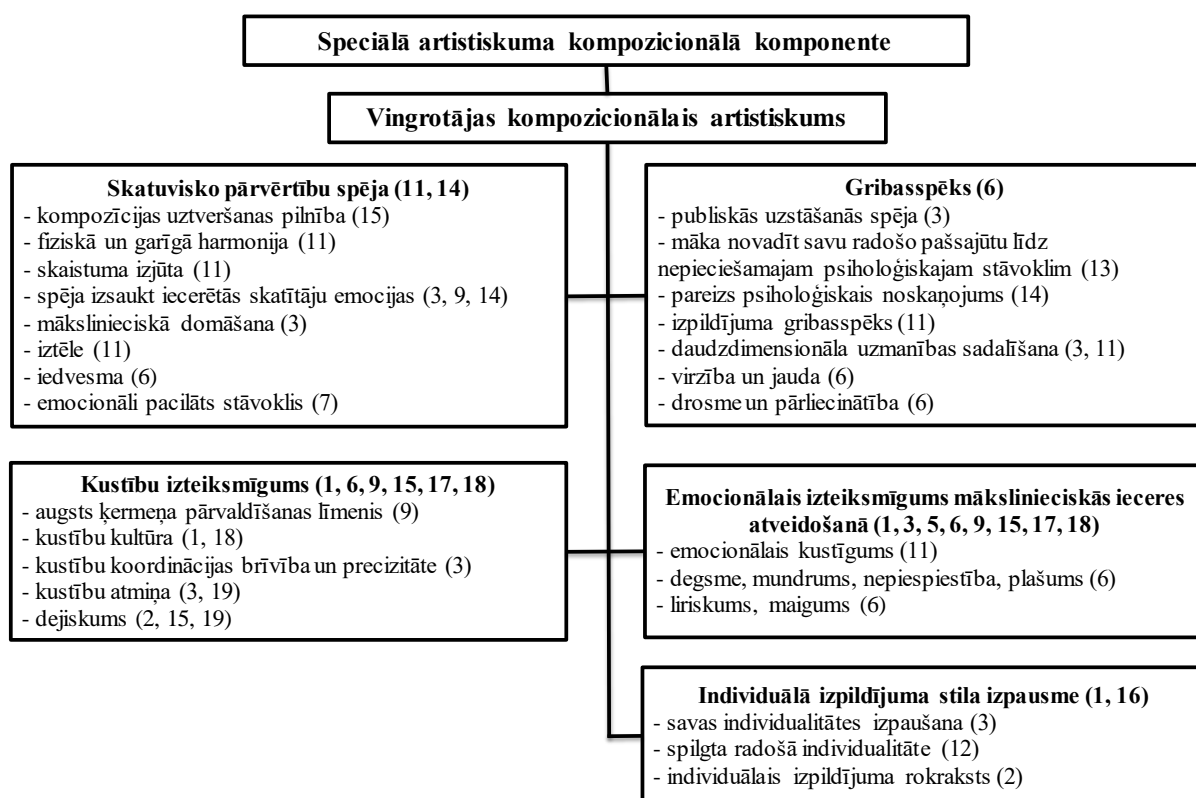 Speciālā artistiskuma kompozicionālā komponente
Vingrotājas kompozicionālais artistiskums
Skatuvisko pārvērtību spēja (11, 14)
- kompozīcijas uztveršanas pilnība (15)
- fiziskā un garīgā harmonija (11)
- skaistuma izjūta (11)
- spēja izsaukt iecerētās skatītāju emocijas (3, 9, 14)
- mākslinieciskā domāšana (3)
- iztēle (11)
- iedvesma (6)
- emocionāli pacilāts stāvoklis (7)
Gribasspēks (6)
- publiskās uzstāšanās spēja (3)
- māka novadīt savu radošo pašsajūtu līdz
nepieciešamajam psiholoģiskajam stāvoklim (13)
- pareizs psiholoģiskais noskaņojums (14)
- izpildījuma gribasspēks (11)
- daudzdimensionāla uzmanības sadalīšana (3, 11)
- virzība un jauda (6)
- drosme un pārliecinātība (6)
Kustību izteiksmīgums (1, 6, 9, 15, 17, 18)
- augsts ķermeņa pārvaldīšanas līmenis (9)
- kustību kultūra (1, 18)
- kustību koordinācijas brīvība un precizitāte (3)
- kustību atmiņa (3, 19)
- dejiskums (2, 15, 19)
Emocionālais izteiksmīgums mākslinieciskās ieceres
atveidošanā (1, 3, 5, 6, 9, 15, 17, 18)
- emocionālais kustīgums (11)
- degsme, mundrums, nepiespiestība, plašums (6)
- liriskums, maigums (6)
Individuālā izpildījuma stila izpausme (1, 16)
- savas individualitātes izpaušana (3)
- spilgta radošā individualitāte (12)
- individuālais izpildījuma rokraksts (2)